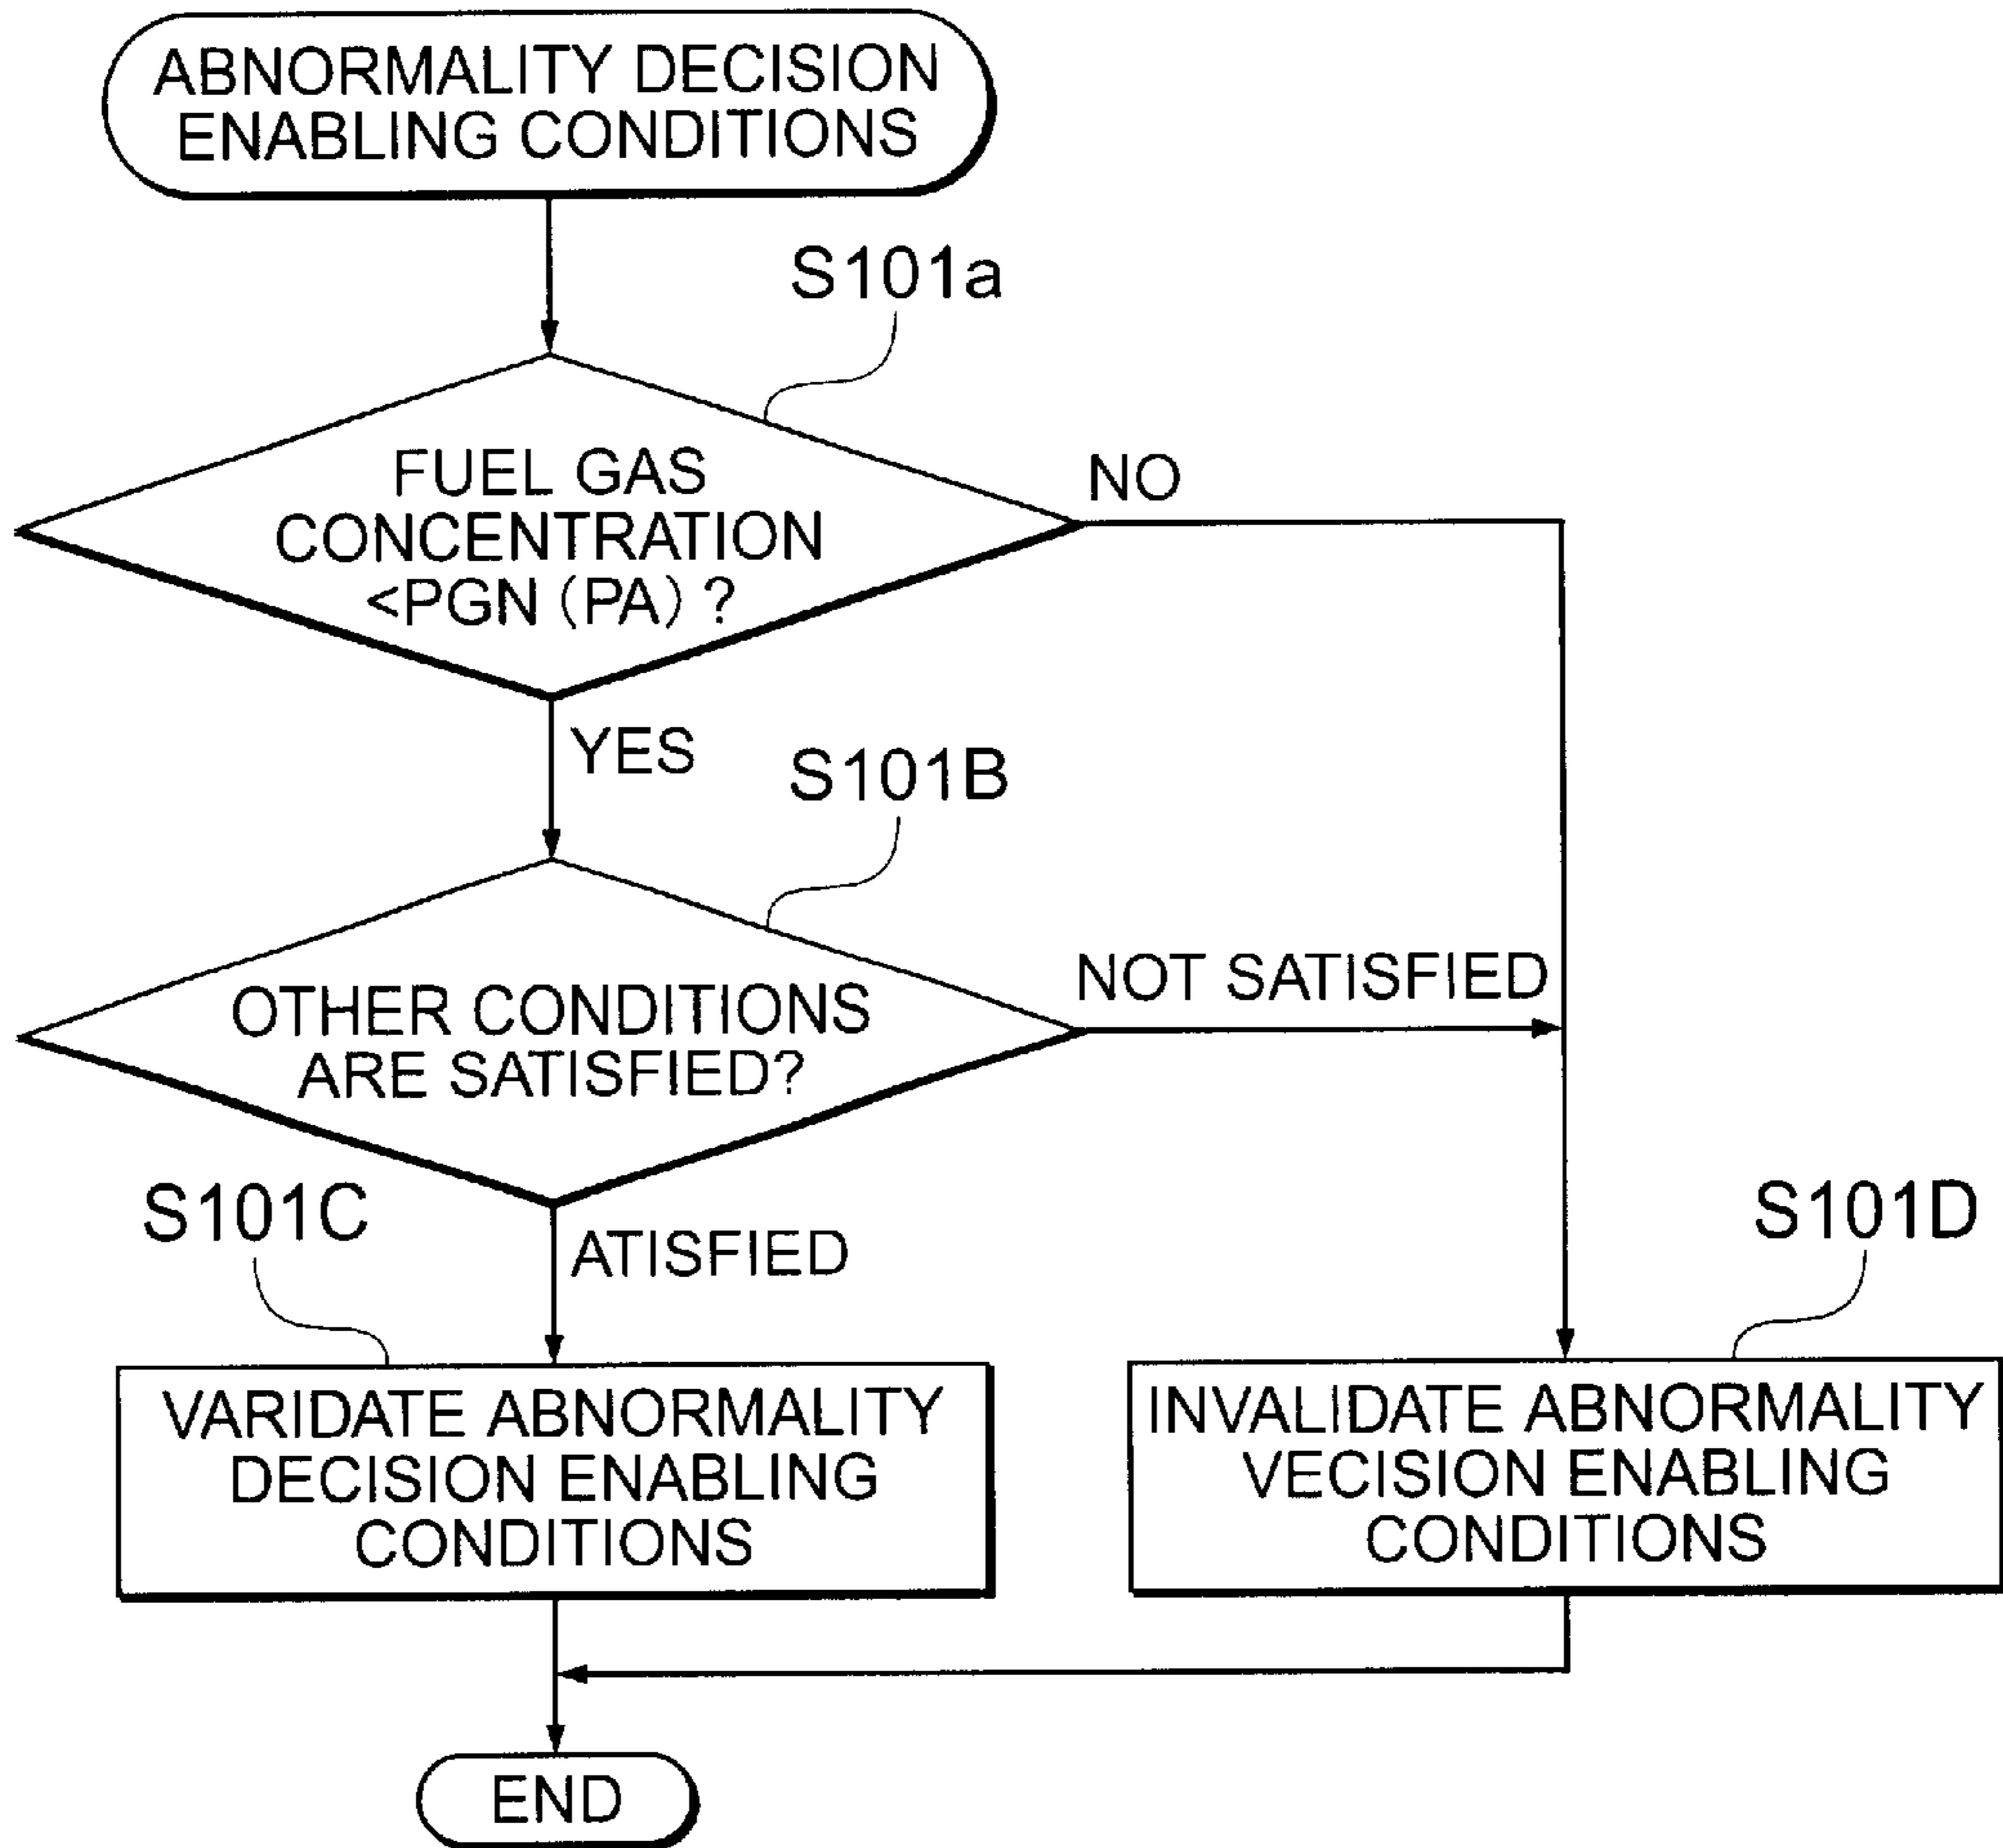 ABNORMALITY DECISION
ENABLING CONDITIONS
S101a
FUEL GAS
CONCENTRATION
<PGN (PA) ?
NO
YES
S101B
OTHER CONDITIONS
ARE SATISFIED?
NOT SATISFIED
S101C
ATISFIED
S101D
VARIDATE ABNORMALITY
DECISION ENABLING
CONDITIONS
INVALIDATE ABNORMALITY
VECISION ENABLING
CONDITIONS
END